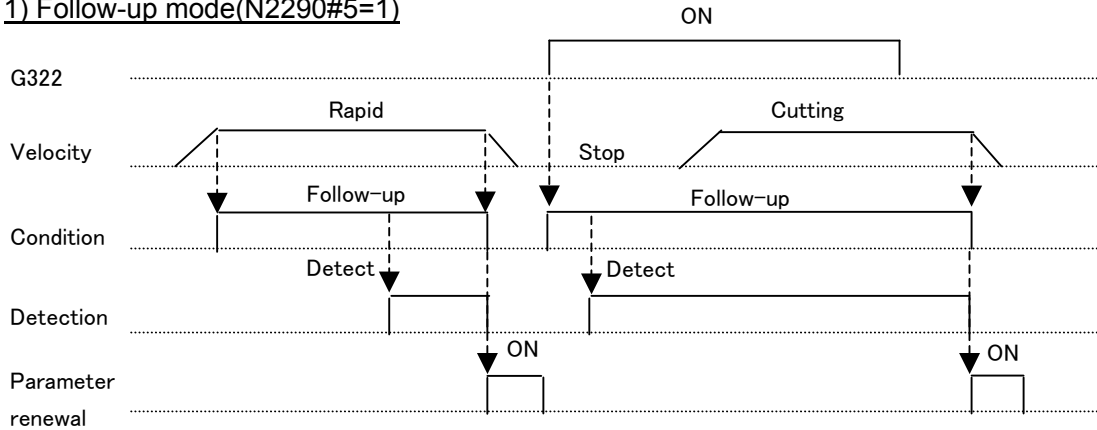 1) Follow-up mode(N2290#5=1)
ON
G322
Rapid
Cutting
Velocity
Stop
Follow-up
Follow-up
Condition
Detect
Detect
Detection
ON
ON
Parameter
renewal